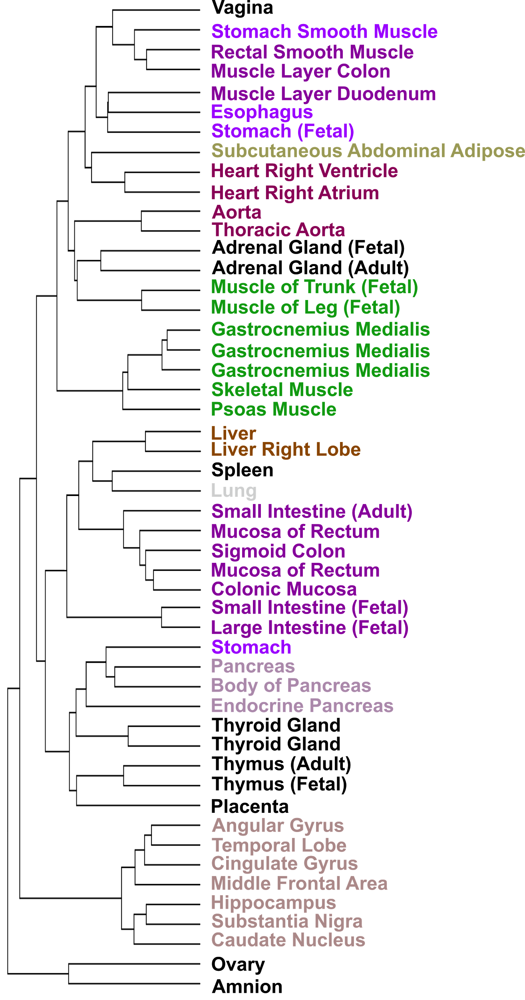 Vagina
Stomach Smooth Muscle
Rectal Smooth Muscle
Muscle Layer Colon
Muscle Layer Duodenum
Esophagus
Stomach (Fetal)
Subcutaneous Abdominal Adipose
Heart Right Ventricle
Heart Right Atrium
Aorta
Thoracic Aorta
Adrenal Gland (Fetal)
Adrenal Gland (Adult)
Muscle of Trunk (Fetal)
Muscle of Leg (Fetal)
Gastrocnemius Medialis
Gastrocnemius Medialis
Gastrocnemius Medialis
Skeletal Muscle
Psoas Muscle
Liver
Liver Right Lobe
Spleen
Lung
Small Intestine (Adult)
Mucosa of Rectum
Sigmoid Colon
Mucosa of Rectum
Colonic Mucosa
Small Intestine (Fetal)
Large Intestine (Fetal)
Stomach
Pancreas
Body of Pancreas
Endocrine Pancreas
Thyroid Gland
Thyroid Gland
Thymus (Adult)
Thymus (Fetal)
Placenta
Angular Gyrus
Temporal Lobe
Cingulate Gyrus
Middle Frontal Area
Hippocampus
Substantia Nigra
Caudate Nucleus
Ovary
Amnion